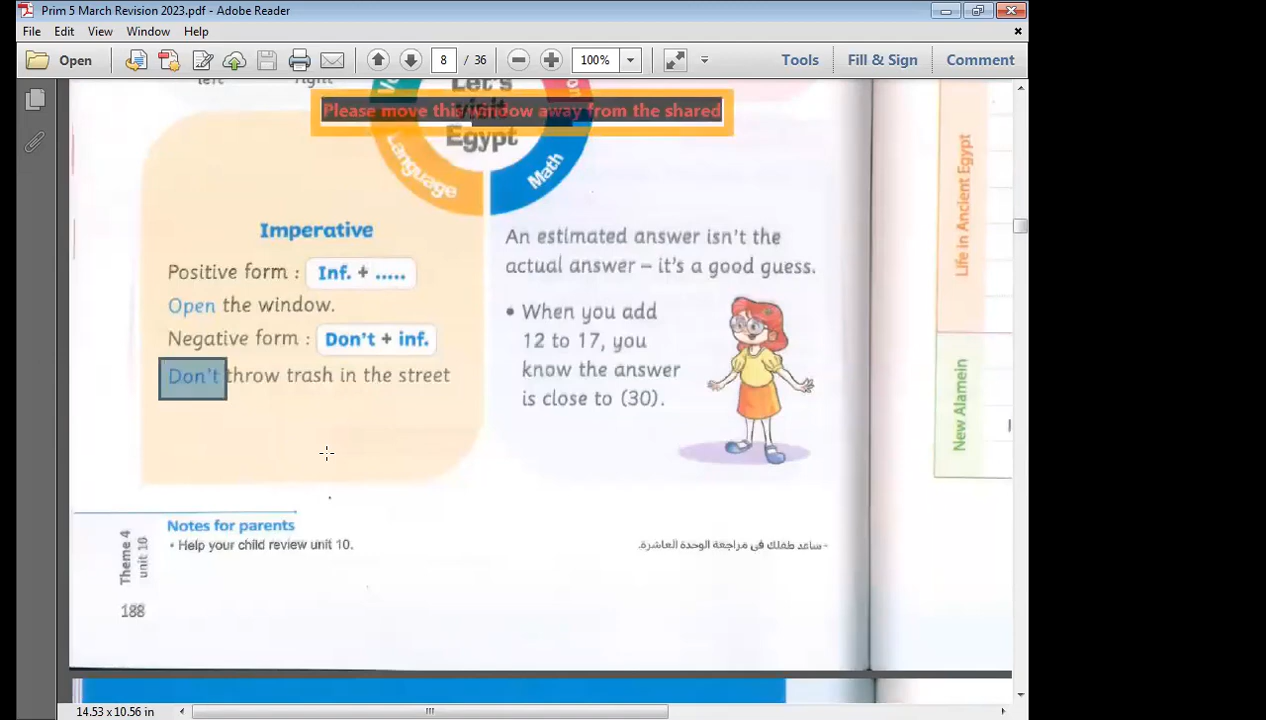 Prim 5 March Revision 2023.pdf - Adobe Reader
File Edit View Window Help
Open 8 / 36 100% Tools Fill & Sign Comment
left right
Let's
visit
Egypt
Please move this window away from the shared
Language
Math
Imperative
Positive form : Inf. + .....
Open the window.
Negative form : Don't + inf.
Don't throw trash in the street
An estimated answer isn't the
actual answer – it's a good guess.
• When you add
12 to 17, you
know the answer
is close to (30).
Life in Ancient Egypt
New Alamein
Notes for parents
• Help your child review unit 10.
- ساعد طفلك فى مراجعة الوحدة العاشرة.
Theme 4
unit 10
188
14.53 x 10.56 in